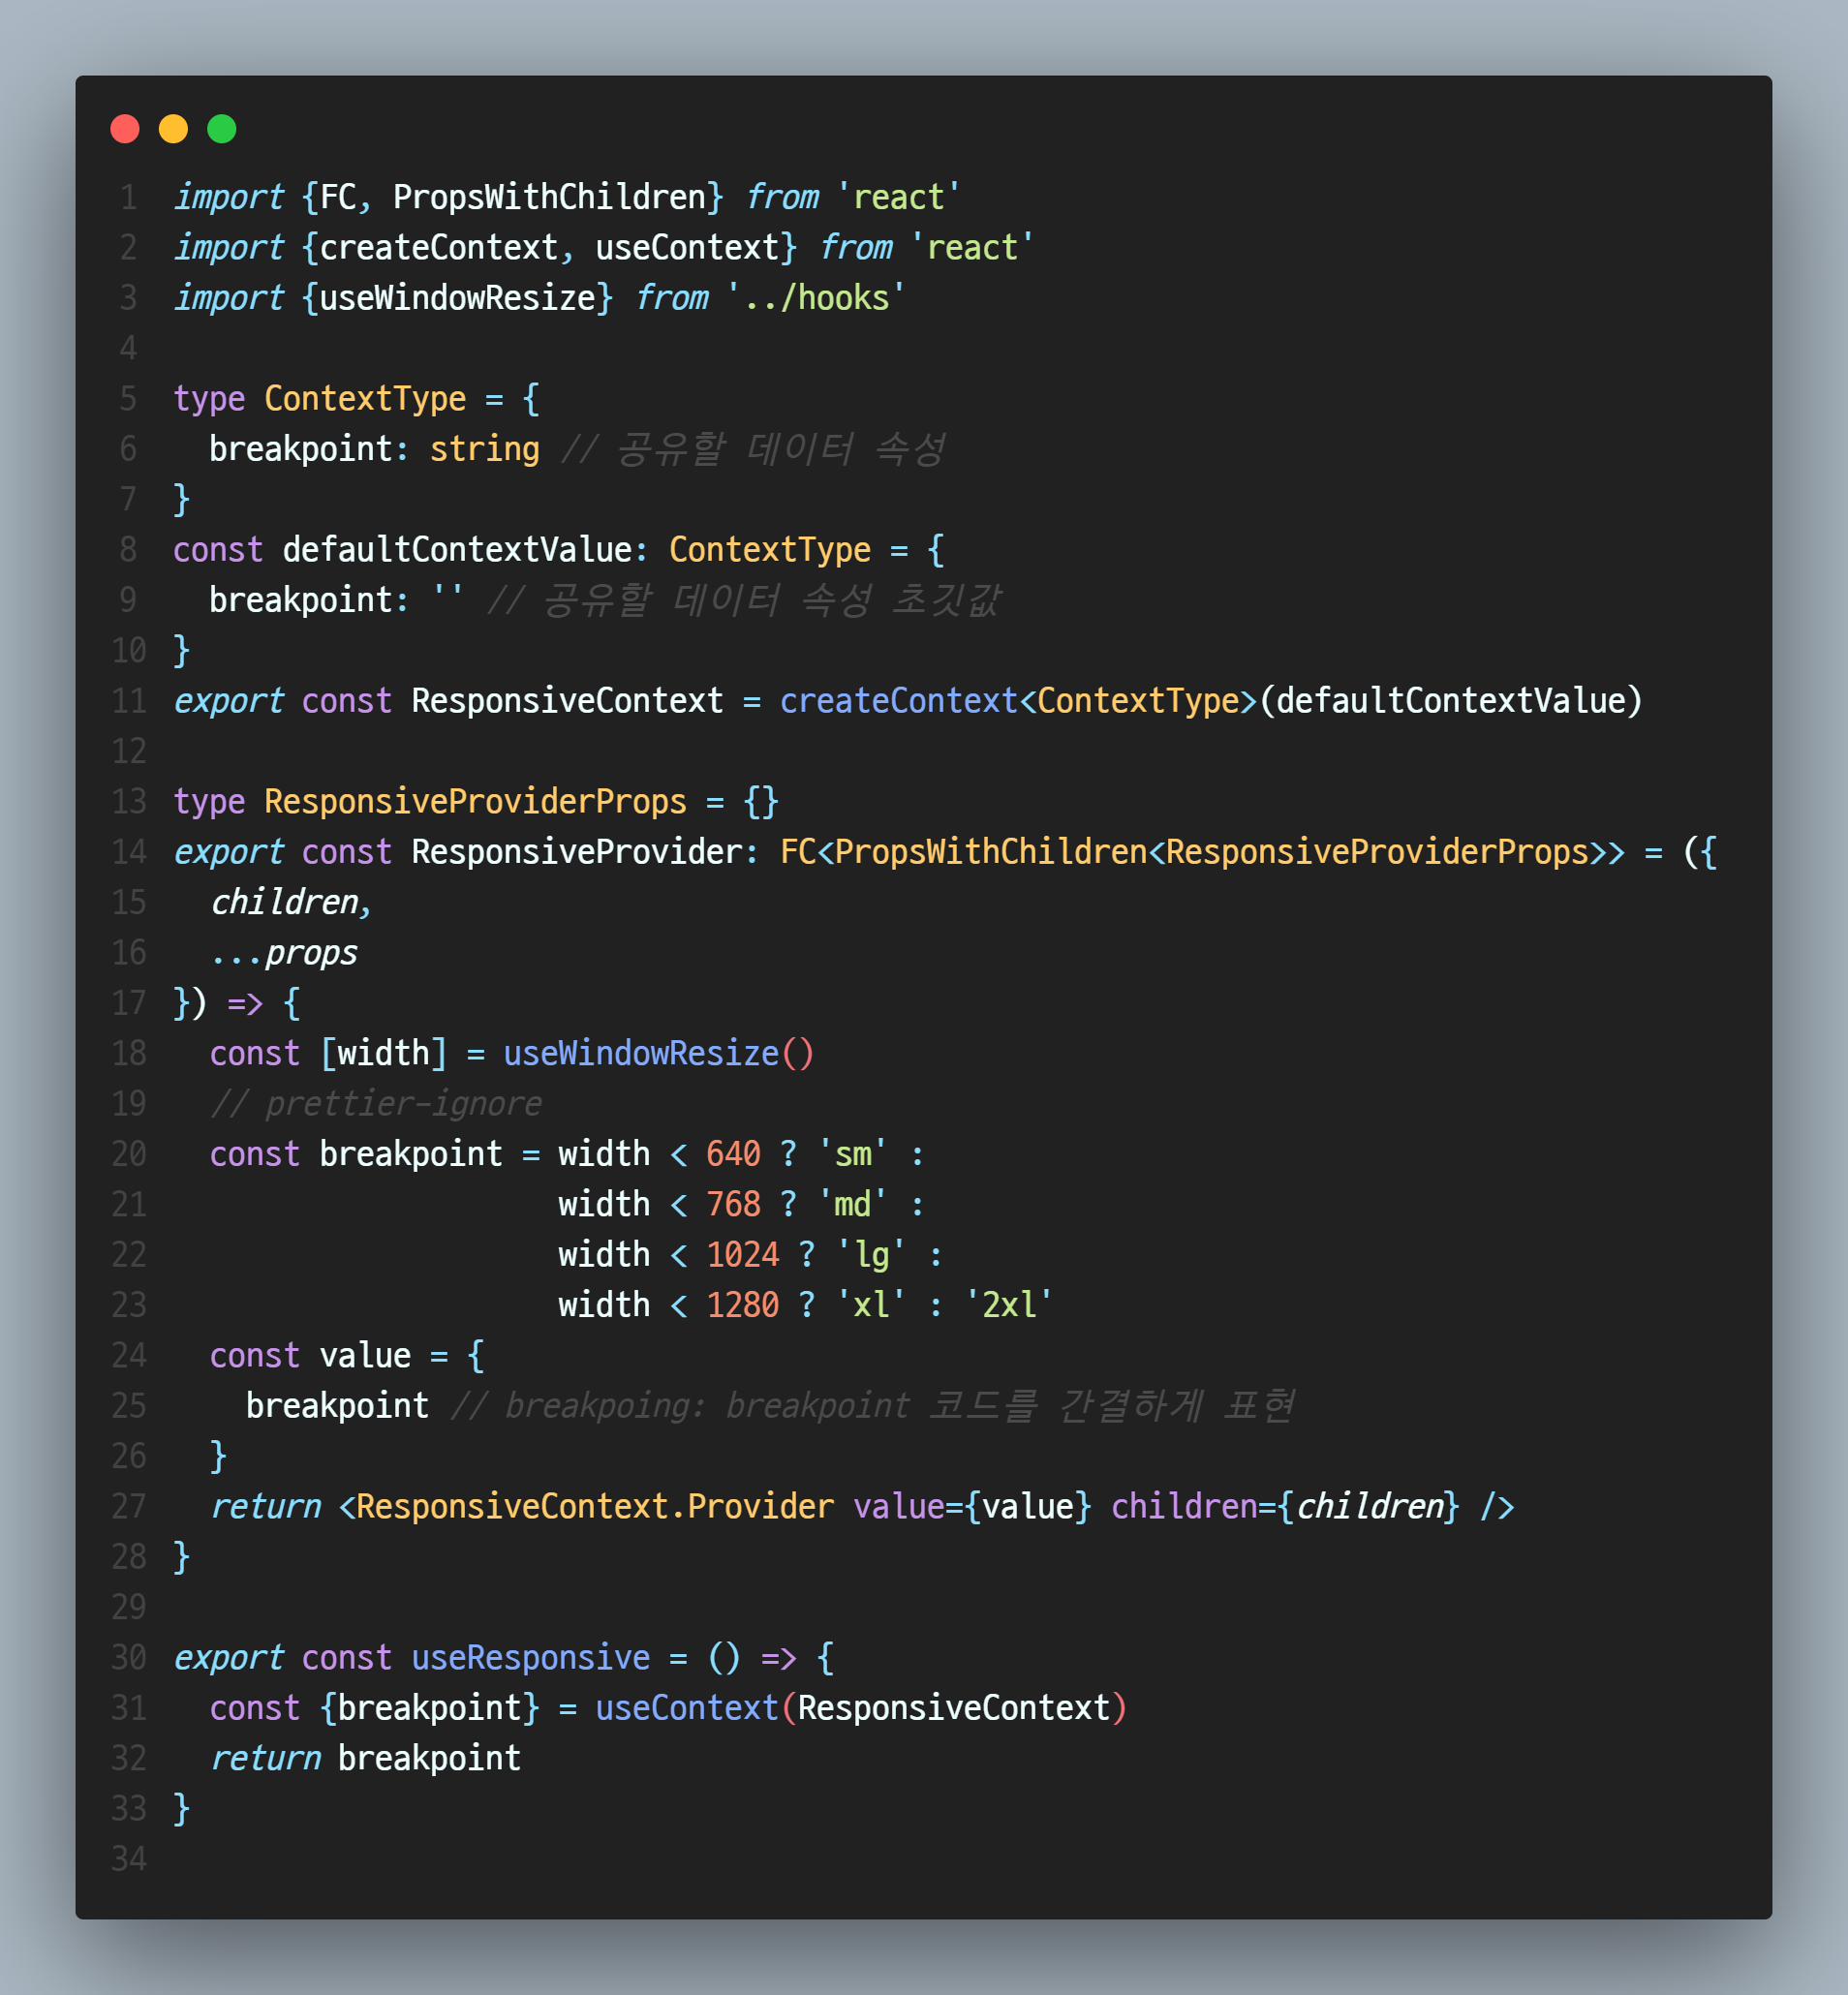 1 import {FC, PropsWithChildren} from 'react'
2 import {createContext, useContext} from 'react'
3 import {useWindowResize} from '../hooks'
4
5 type ContextType = {
6   breakpoint: string // 공유할 데이터 속성
7 }
8 const defaultContextValue: ContextType = {
9   breakpoint: '' // 공유할 데이터 속성 초깃값
10 }
11 export const ResponsiveContext = createContext<ContextType>(defaultContextValue)
12
13 type ResponsiveProviderProps = {}
14 export const ResponsiveProvider: FC<PropsWithChildren<ResponsiveProviderProps>> = ({
15   children,
16   ...props
17 }) => {
18   const [width] = useWindowResize()
19   // prettier-ignore
20   const breakpoint = width < 640 ? 'sm' :
21                      width < 768 ? 'md' :
22                      width < 1024 ? 'lg' :
23                      width < 1280 ? 'xl' : '2xl'
24   const value = {
25     breakpoint // breakpoing: breakpoint 코드를 간결하게 표현
26   }
27   return <ResponsiveContext.Provider value={value} children={children} />
28 }
29
30 export const useResponsive = () => {
31   const {breakpoint} = useContext(ResponsiveContext)
32   return breakpoint
33 }
34